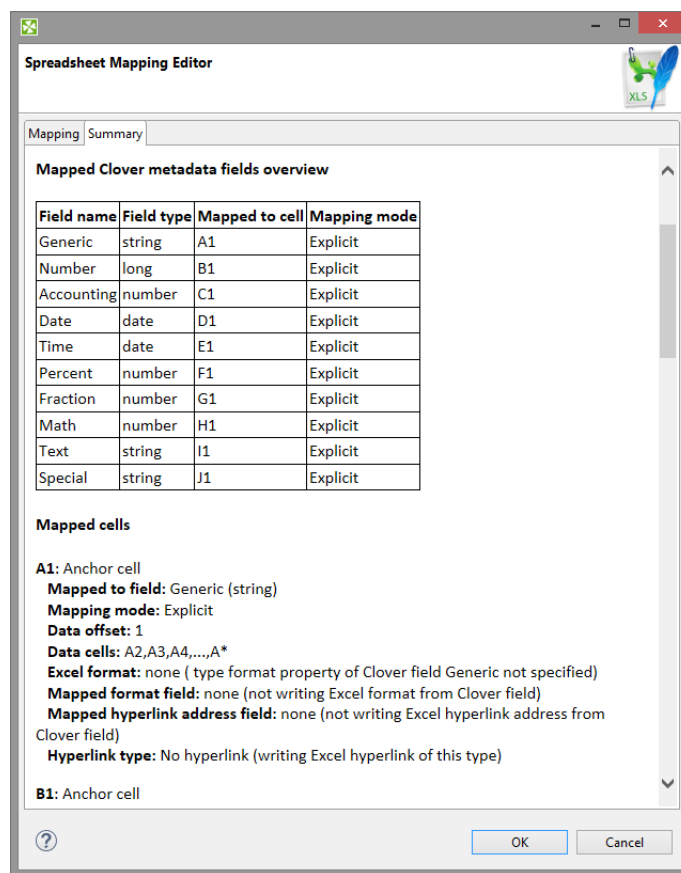 Spreadsheet Mapping Editor
XLS
Mapping Summary
Mapped Clover metadata fields overview
Field name Field type Mapped to cell Mapping mode
Generic string A1 Explicit
Number long B1 Explicit
Accounting number C1 Explicit
Date date D1 Explicit
Time date E1 Explicit
Percent number F1 Explicit
Fraction number G1 Explicit
Math number H1 Explicit
Text string I1 Explicit
Special string J1 Explicit
Mapped cells
A1: Anchor cell
Mapped to field: Generic (string)
Mapping mode: Explicit
Data offset: 1
Data cells: A2,A3,A4,...,A*
Excel format: none ( type format property of Clover field Generic not specified)
Mapped format field: none (not writing Excel format from Clover field)
Mapped hyperlink address field: none (not writing Excel hyperlink address from
Clover field)
Hyperlink type: No hyperlink (writing Excel hyperlink of this type)
B1: Anchor cell
? OK Cancel